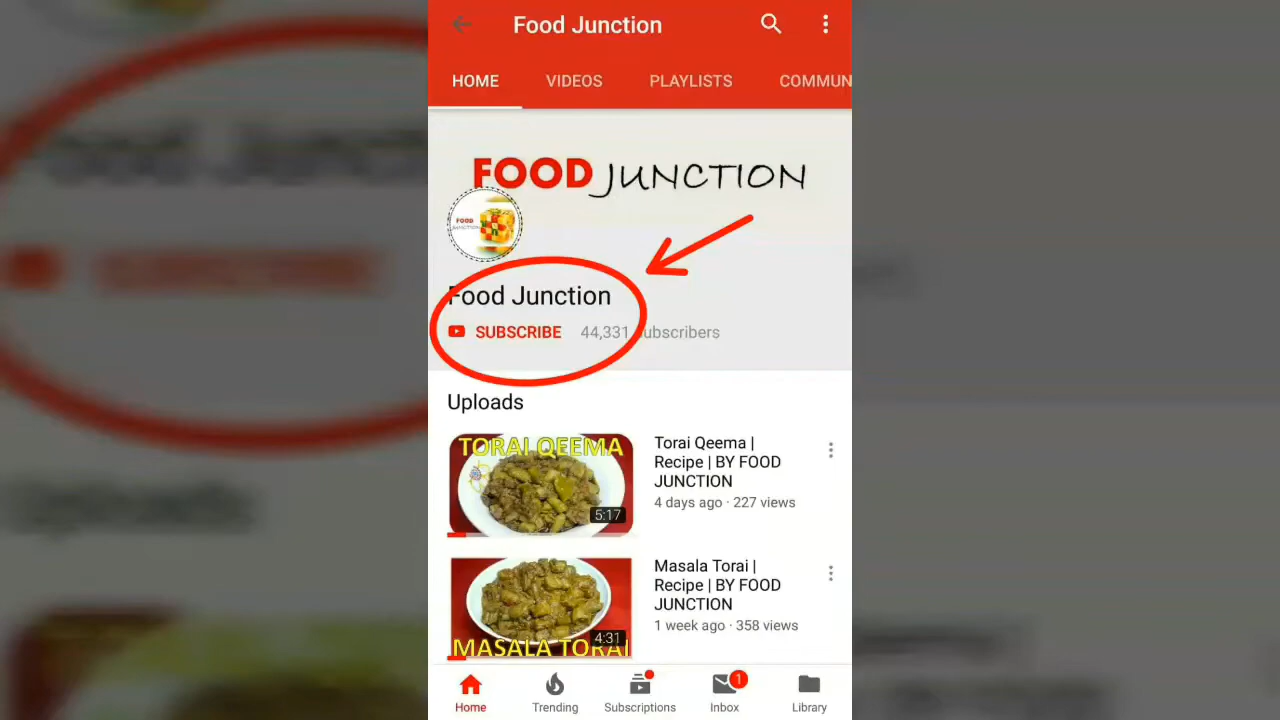 Food Junction
HOME VIDEOS PLAYLISTS COMMUN
FOOD JUNCTION
FOOD
JUNCTION
Food Junction
SUBSCRIBE 44,331 subscribers
Uploads
TORAI QEEMA
5:17
Torai Qeema |
Recipe | BY FOOD
JUNCTION
4 days ago · 227 views
4:31
MASALA TORAI
Masala Torai |
Recipe | BY FOOD
JUNCTION
1 week ago · 358 views
1
Home Trending Subscriptions Inbox Library